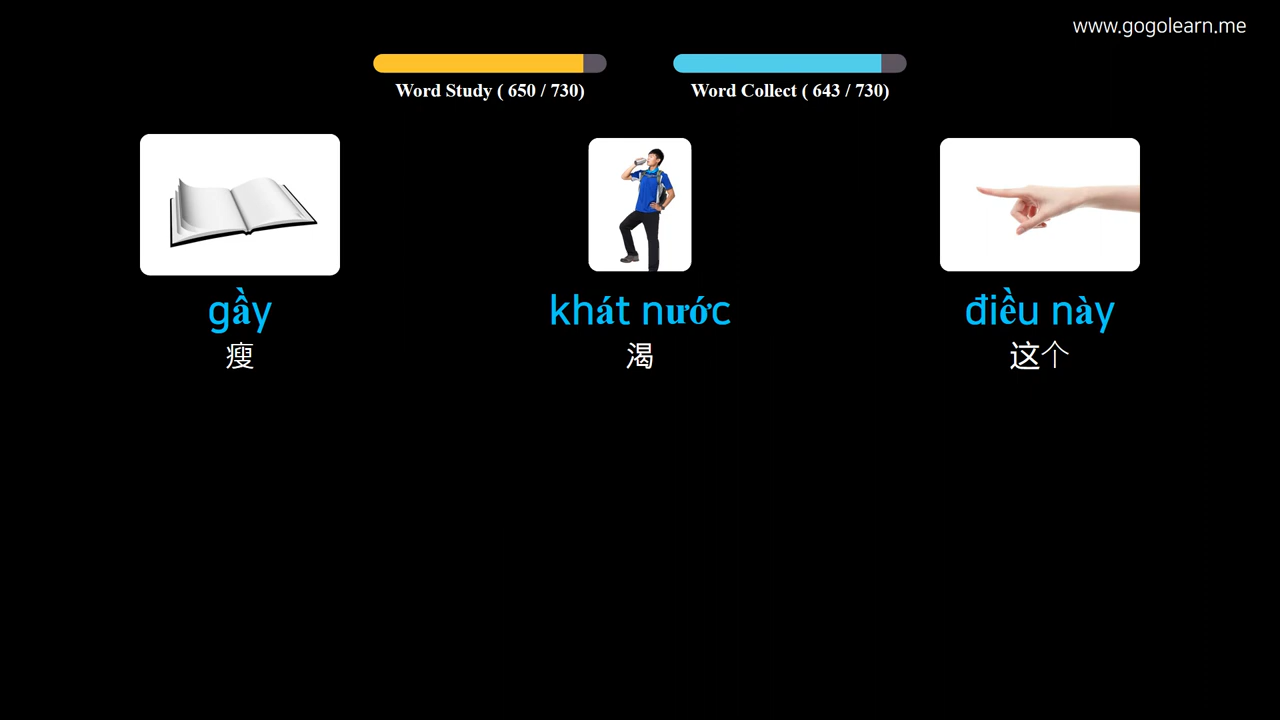 www.gogolearn.me
Word Study ( 650 / 730)
Word Collect ( 643 / 730)
gầy
khát nước
điều này
瘦
渴
这个